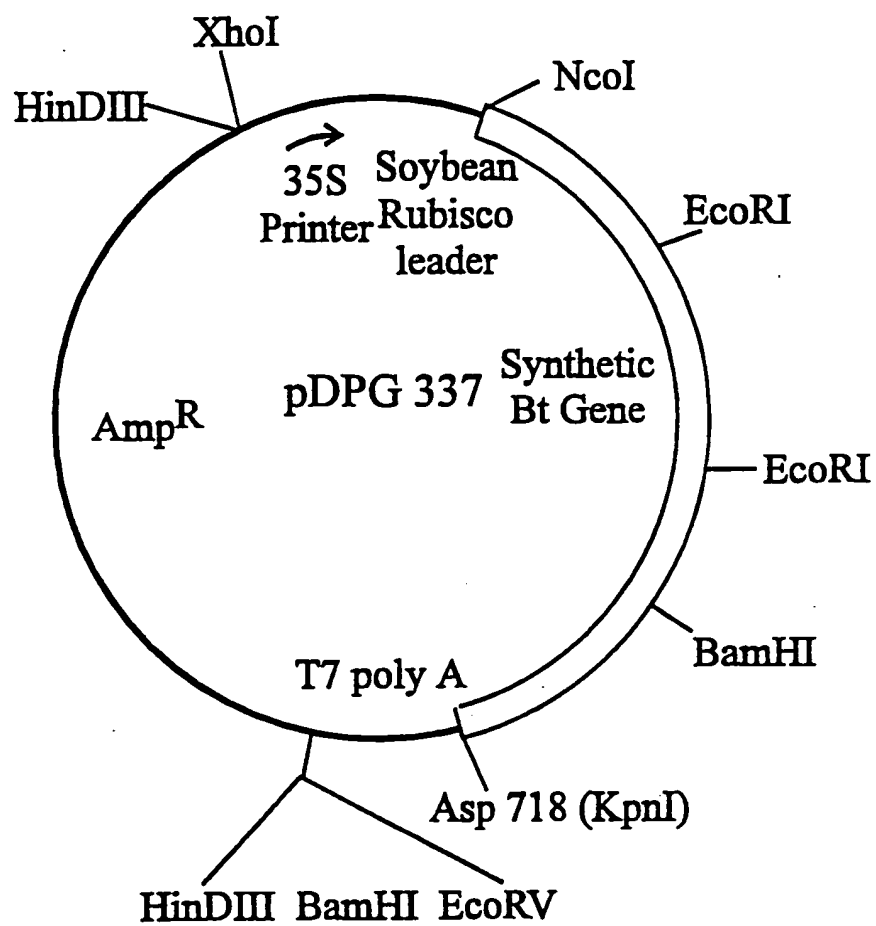 XhoI
HinDIII
NcoI
35S
Printer
Soybean
Rubisco
leader
EcoRI
pDPG 337
Synthetic
Bt Gene
Amp^R
EcoRI
BamHI
T7 poly A
Asp 718 (KpnI)
HinDIII BamHI EcoRV